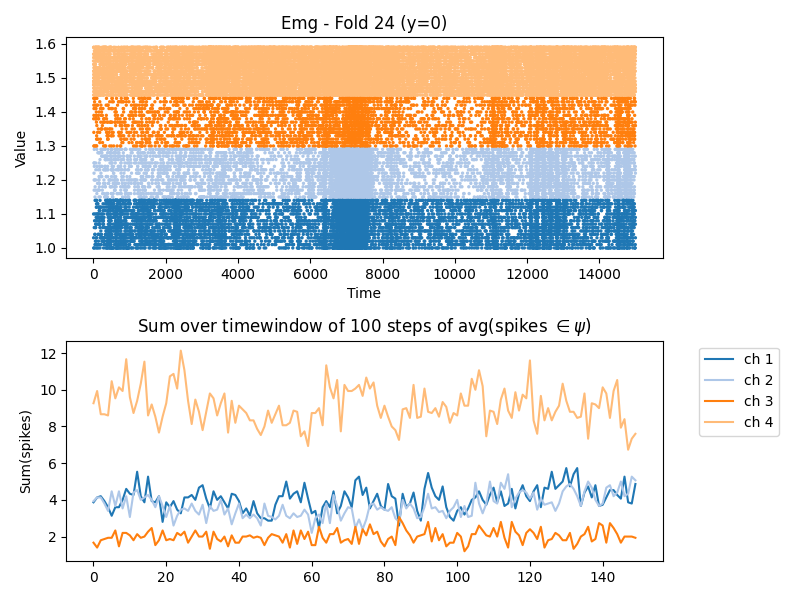 Emg - Fold 24 (y=0)
Value
1.6
1.5
1.4
1.3
1.2
1.1
1.0
0 2000 4000 6000 8000 10000 12000 14000
Time
Sum over timewindow of 100 steps of avg(spikes ∈ ψ)
Sum(spikes)
12
10
8
6
4
2
0 20 40 60 80 100 120 140
ch 1
ch 2
ch 3
ch 4